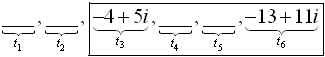 ___, ___, -4+5i, ___, ___, -13+11i
t₁ t₂ t₃ t₄ t₅ t₆